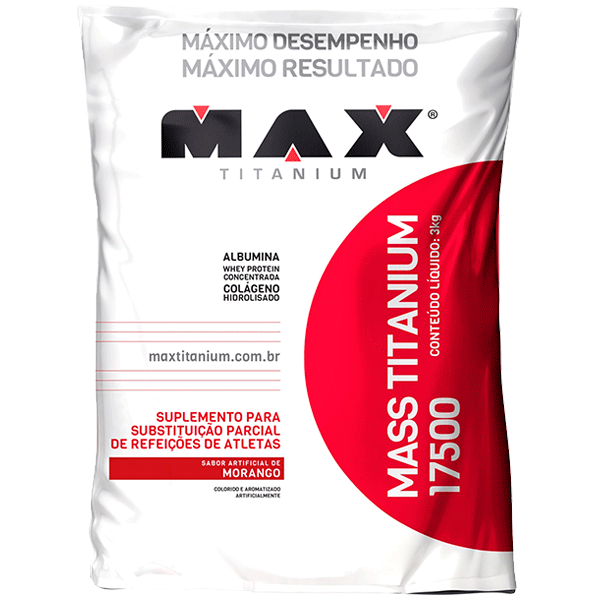 MÁXIMO DESEMPENHO
MÁXIMO RESULTADO
MAX®
TITANIUM
ALBUMINA
WHEY PROTEIN
CONCENTRADA
COLÁGENO
HIDROLISADO
maxtitanium.com.br
SUPLEMENTO PARA
SUBSTITUIÇÃO PARCIAL
DE REFEIÇÕES DE ATLETAS
SABOR ARTIFICIAL DE
MORANGO
COLORIDO E AROMATIZADO
ARTIFICIALMENTE
MASS TITANIUM
17500
CONTEÚDO LÍQUIDO: 3kg